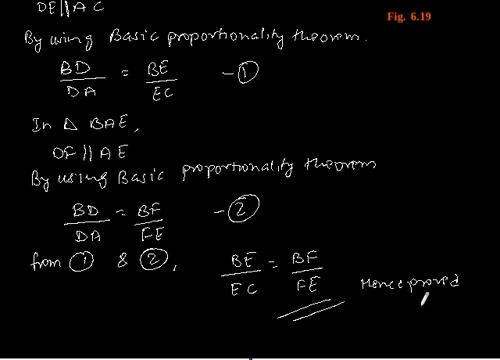 DE||AC
Fig. 6.19
By using Basic proportionality theorem.
BD/DA = BE/EC — ①
In Δ BAE,
DF || AE
By using Basic proportionality theorem
BD/DA = BF/FE — ②
from ① & ②, BE/EC = BF/FE Hence proved